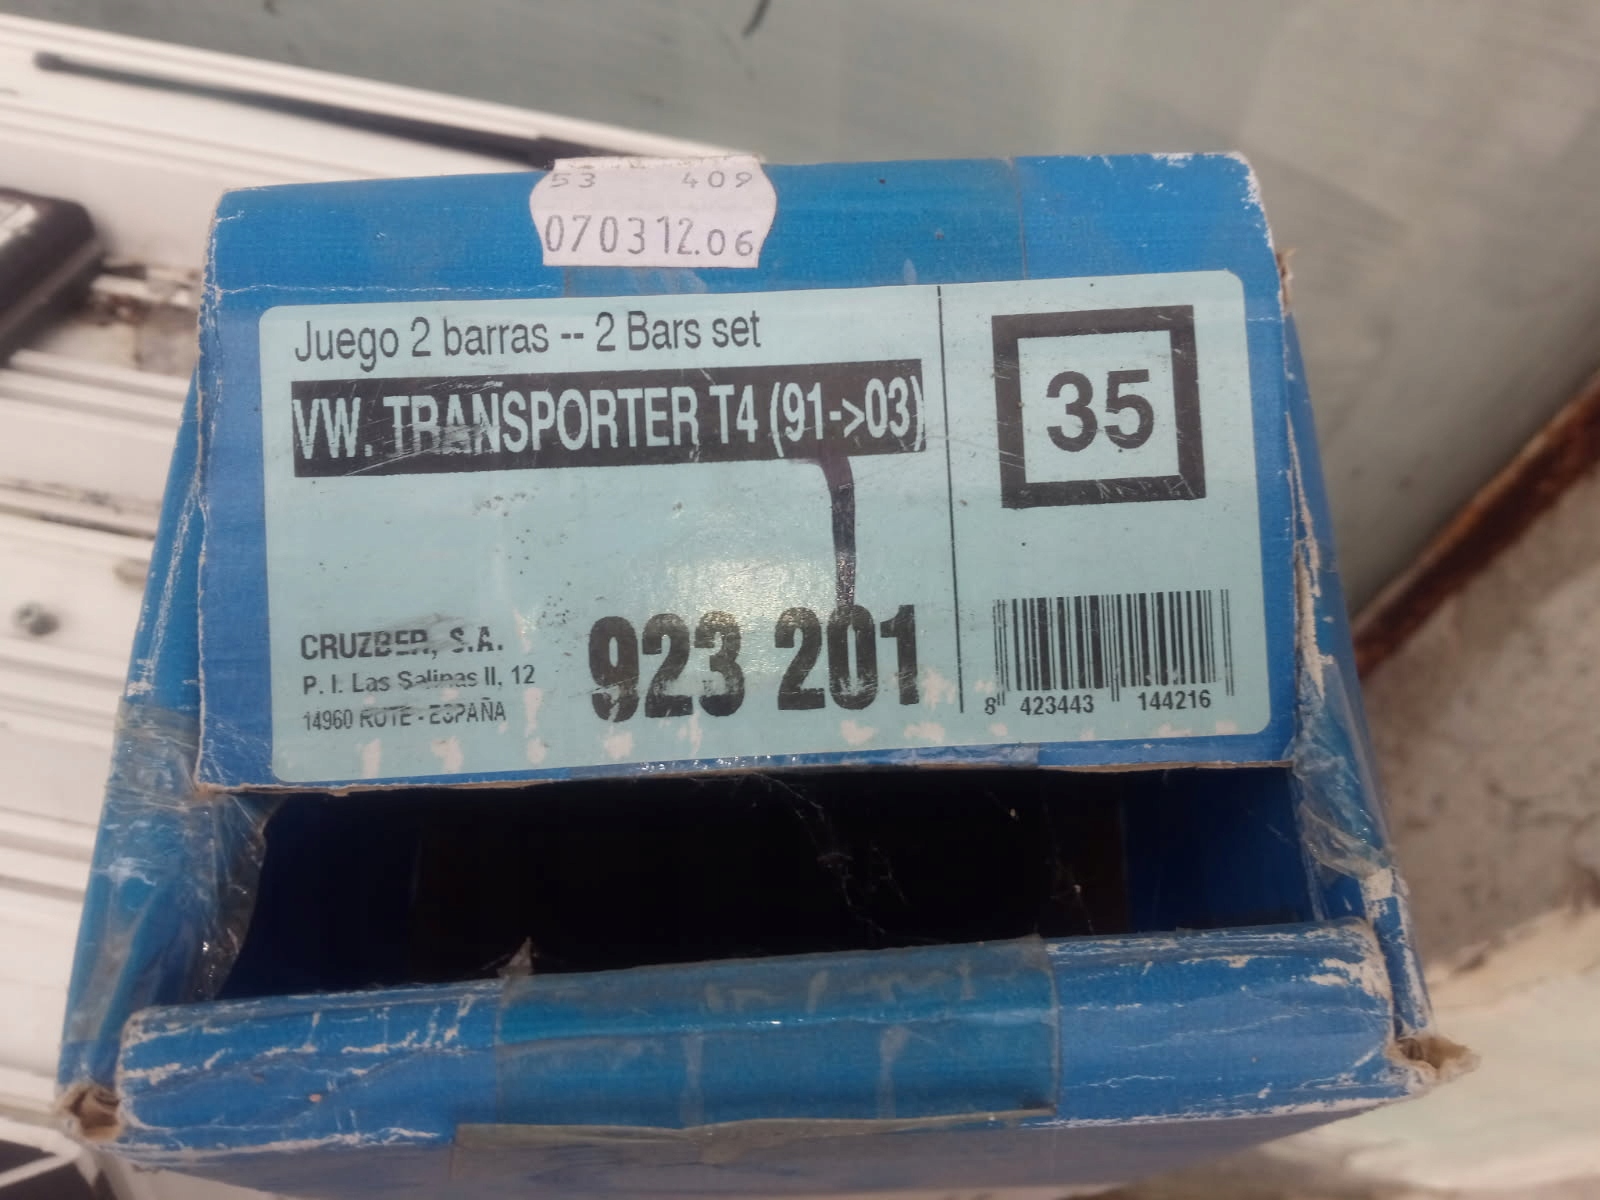 53 409
070312.06
Juego 2 barras -- 2 Bars set
VW. TRANSPORTER T4 (91->03)
35
CRUZBER, S.A.
P. I. Las Salinas II, 12
14960 RUTE - ESPAÑA
923 201
8 423443 144216